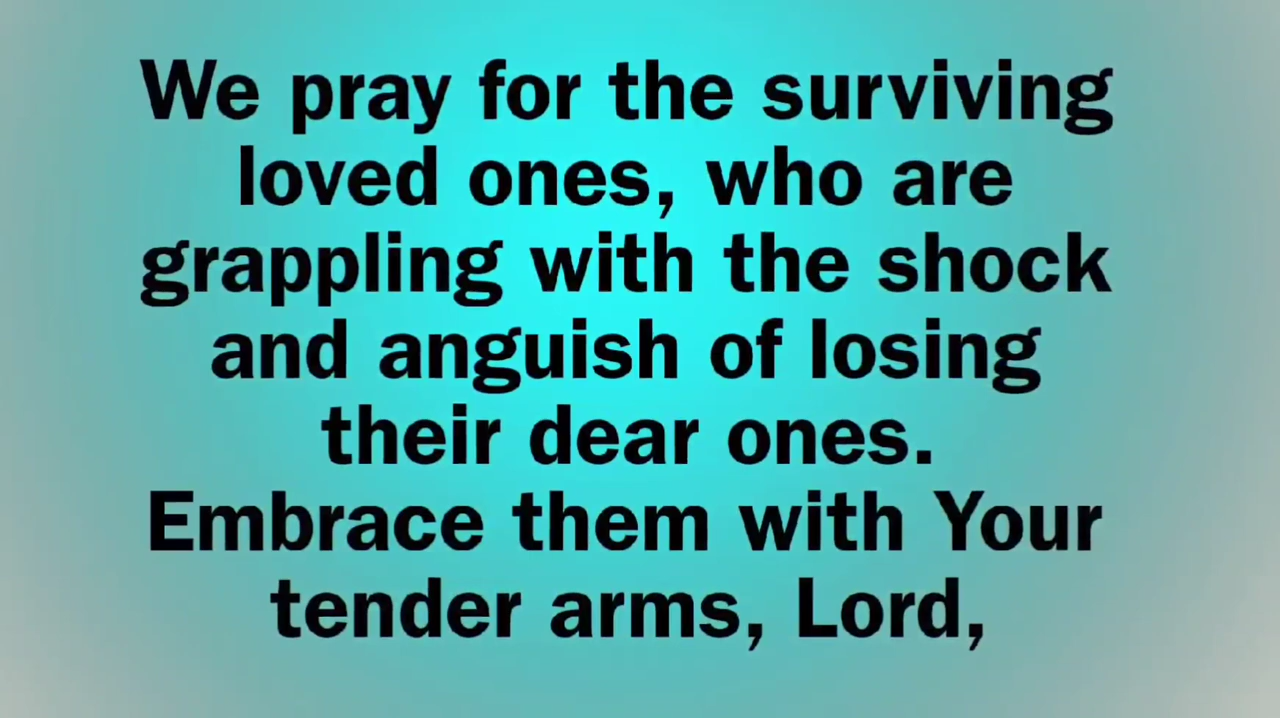 We pray for the surviving
loved ones, who are
grappling with the shock
and anguish of losing
their dear ones.
Embrace them with Your
tender arms, Lord,